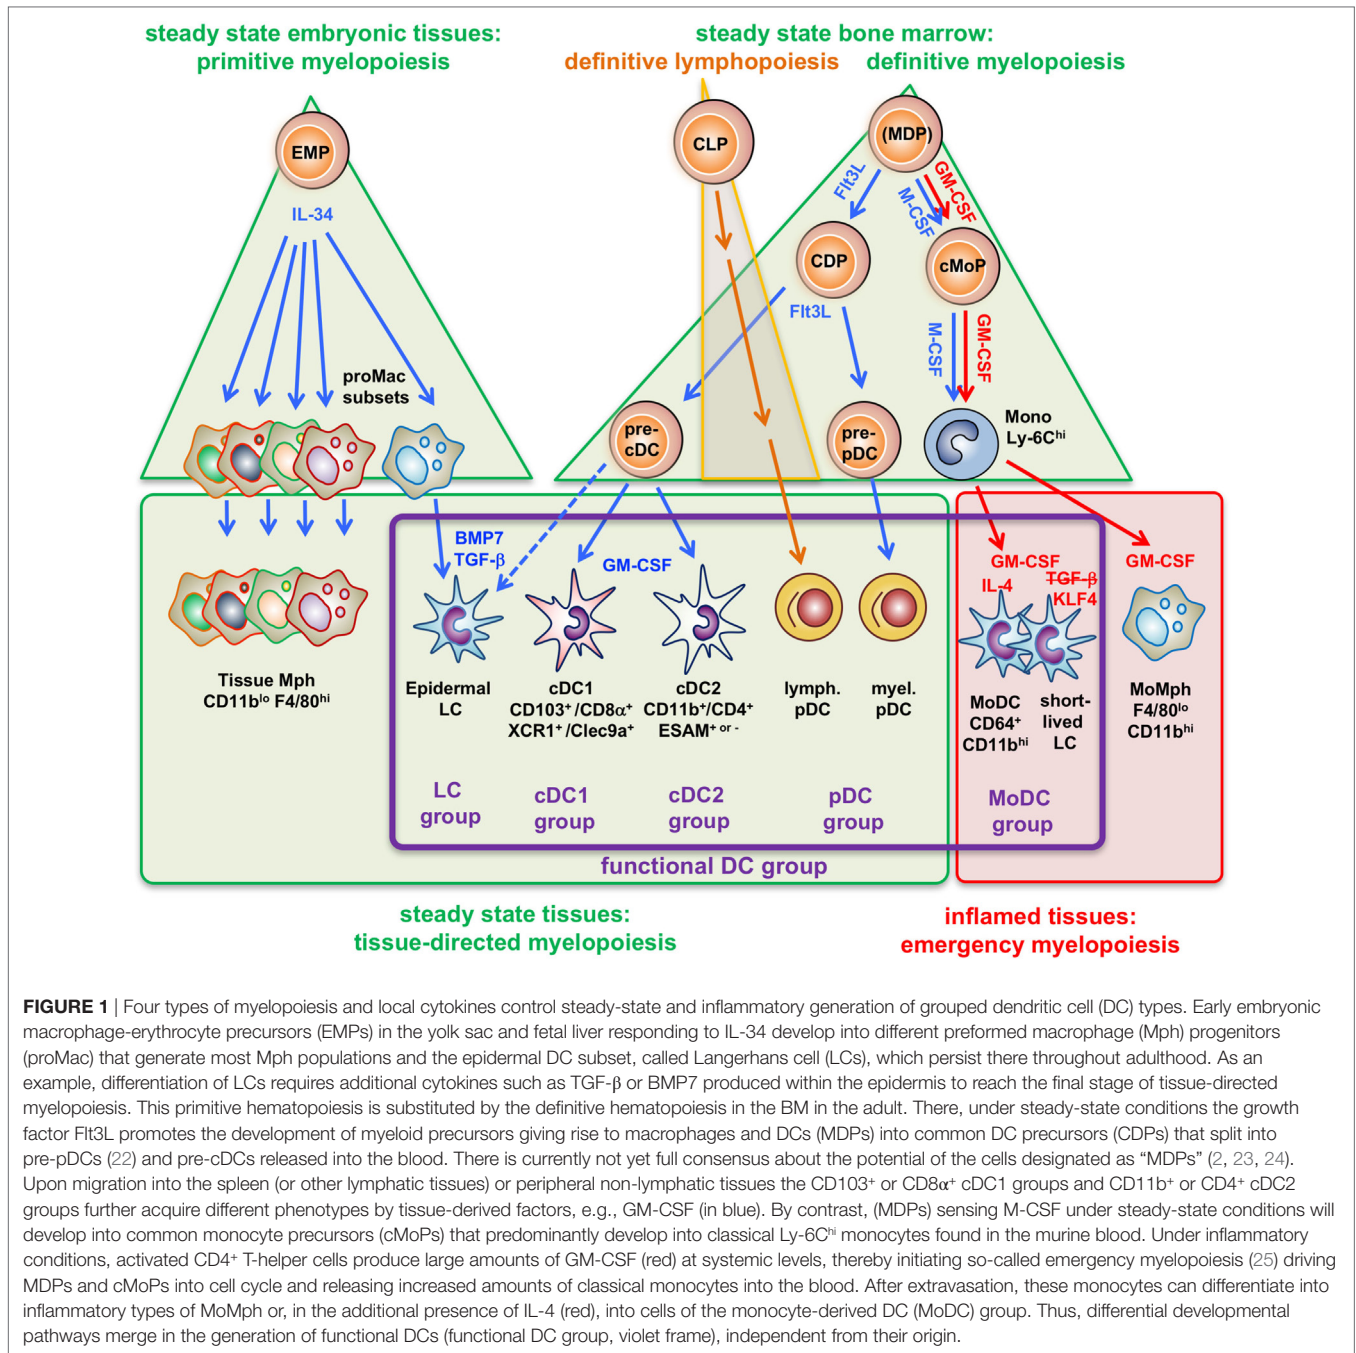 steady state embryonic tissues:
primitive myelopoiesis
steady state bone marrow:
definitive lymphopoiesis
definitive myelopoiesis
EMP
CLP
(MDP)
IL-34
Flt3L
M-CSF
GM-CSF
CDP
cMoP
Flt3L
M-CSF
GM-CSF
proMac
subsets
pre-
cDC
pre-
pDC
Mono
Ly-6Chi
BMP7
TGF-β
GM-CSF
GM-CSF
IL-4
TGF-β
KLF4
GM-CSF
Tissue Mph
CD11blo F4/80hi
Epidermal
LC
cDC1
CD103+/CD8α+
XCR1+/Clec9a+
cDC2
CD11b+/CD4+
ESAM+ or -
lymph.
pDC
myel.
pDC
MoDC
CD64+
CD11bhi
short-
lived
LC
MoMph
F4/80lo
CD11bhi
LC
group
cDC1
group
cDC2
group
pDC
group
MoDC
group
functional DC group
steady state tissues:
tissue-directed myelopoiesis
inflamed tissues:
emergency myelopoiesis
FIGURE 1 | Four types of myelopoiesis and local cytokines control steady-state and inflammatory generation of grouped dendritic cell (DC) types. Early embryonic
macrophage-erythrocyte precursors (EMPs) in the yolk sac and fetal liver responding to IL-34 develop into different preformed macrophage (Mph) progenitors
(proMac) that generate most Mph populations and the epidermal DC subset, called Langerhans cell (LCs), which persist there throughout adulthood. As an
example, differentiation of LCs requires additional cytokines such as TGF-β or BMP7 produced within the epidermis to reach the final stage of tissue-directed
myelopoiesis. This primitive hematopoiesis is substituted by the definitive hematopoiesis in the BM in the adult. There, under steady-state conditions the growth
factor Flt3L promotes the development of myeloid precursors giving rise to macrophages and DCs (MDPs) into common DC precursors (CDPs) that split into
pre-pDCs (22) and pre-cDCs released into the blood. There is currently not yet full consensus about the potential of the cells designated as “MDPs” (2, 23, 24).
Upon migration into the spleen (or other lymphatic tissues) or peripheral non-lymphatic tissues the CD103+ or CD8α+ cDC1 groups and CD11b+ or CD4+ cDC2
groups further acquire different phenotypes by tissue-derived factors, e.g., GM-CSF (in blue). By contrast, (MDPs) sensing M-CSF under steady-state conditions will
develop into common monocyte precursors (cMoPs) that predominantly develop into classical Ly-6Chi monocytes found in the murine blood. Under inflammatory
conditions, activated CD4+ T-helper cells produce large amounts of GM-CSF (red) at systemic levels, thereby initiating so-called emergency myelopoiesis (25) driving
MDPs and cMoPs into cell cycle and releasing increased amounts of classical monocytes into the blood. After extravasation, these monocytes can differentiate into
inflammatory types of MoMph or, in the additional presence of IL-4 (red), into cells of the monocyte-derived DC (MoDC) group. Thus, differential developmental
pathways merge in the generation of functional DCs (functional DC group, violet frame), independent from their origin.